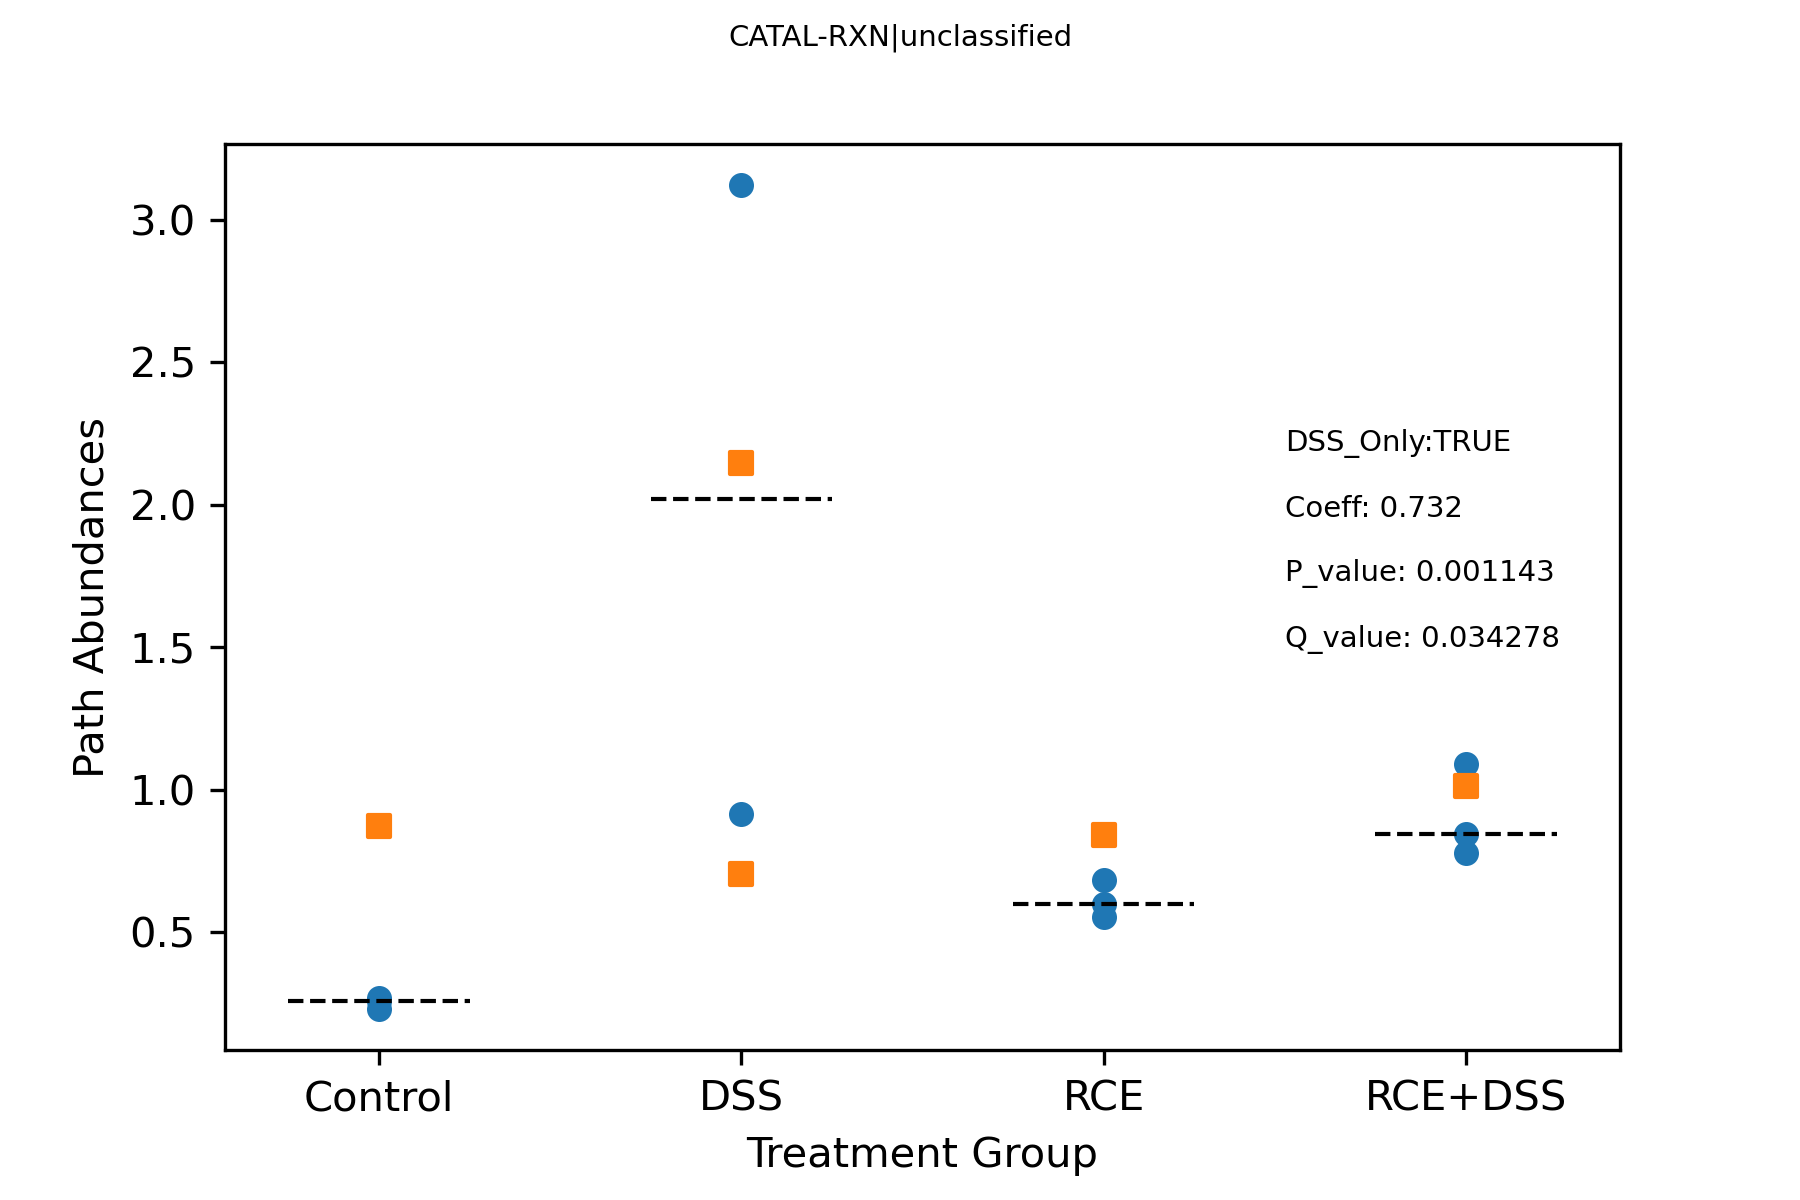 CATAL-RXN|unclassified
3.0
2.5
2.0
1.5
1.0
0.5
Path Abundances
DSS_Only:TRUE
Coeff: 0.732
P_value: 0.001143
Q_value: 0.034278
Control
DSS
RCE
RCE+DSS
Treatment Group